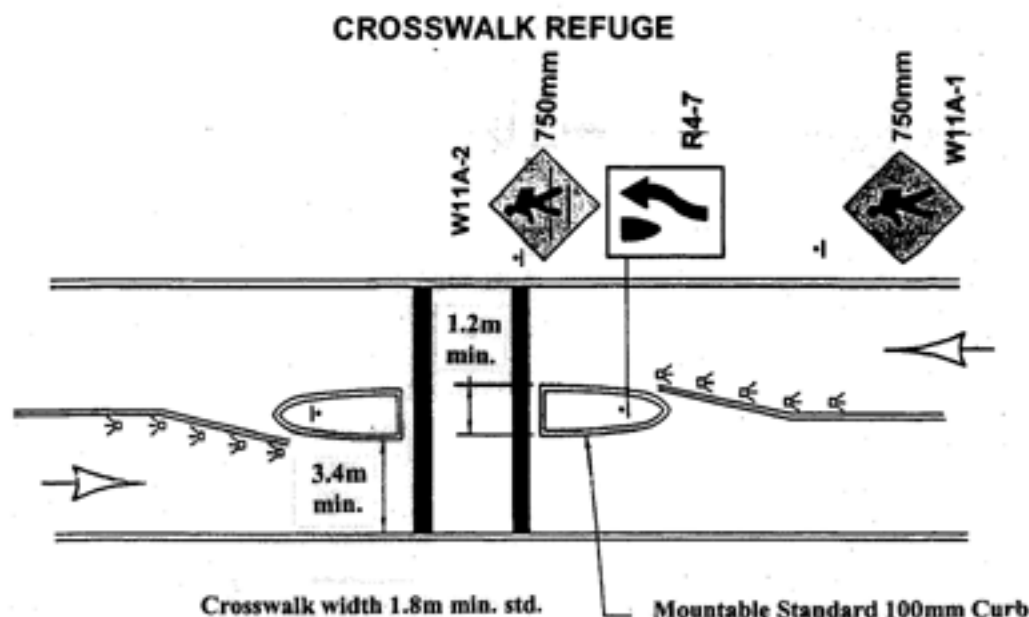 CROSSWALK REFUGE
W11A-2
750mm
R4-7
750mm
W11A-1
1.2m
min.
3.4m
min.
Crosswalk width 1.8m min. std.
Mountable Standard 100mm Curb